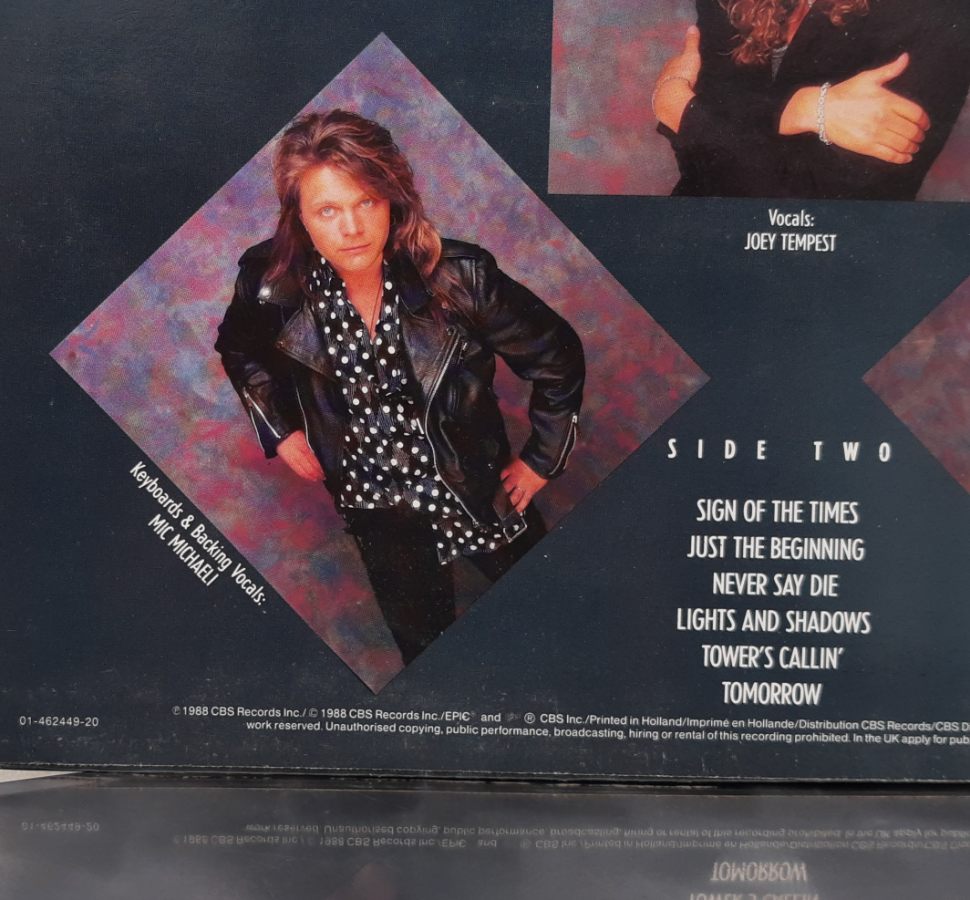 Vocals:
JOEY TEMPEST
Keyboards & Backing Vocals:
MIC MICHAELI
SIDE TWO
SIGN OF THE TIMES
JUST THE BEGINNING
NEVER SAY DIE
LIGHTS AND SHADOWS
TOWER'S CALLIN'
TOMORROW
01-462449-20
℗ 1988 CBS Records Inc./ © 1988 CBS Records Inc./EPIC and ® CBS Inc./Printed in Holland/Imprimé en Hollande/Distribution CBS Records/CBS
work reserved. Unauthorised copying, public performance, broadcasting, hiring or rental of this recording prohibited. In the UK apply for